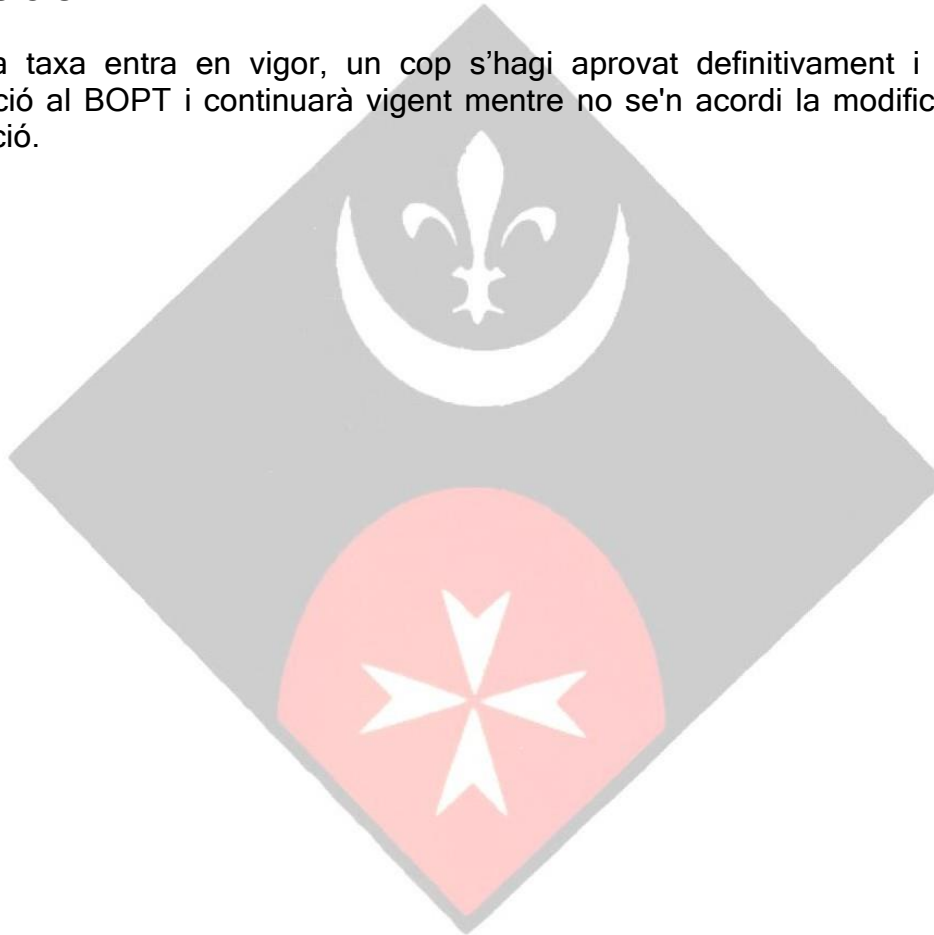 a taxa entra en vigor, un cop s’hagi aprovat definitivament i
ció al BOPT i continuarà vigent mentre no se'n acordi la modific
ció.